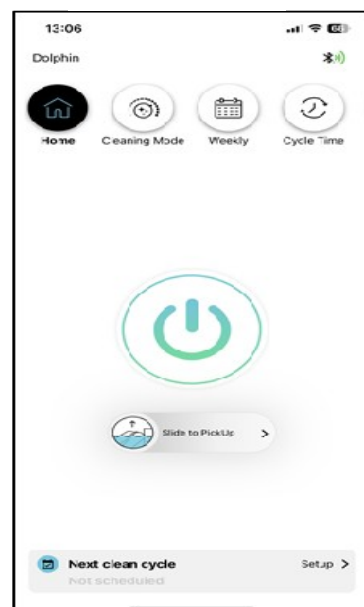 13:06
Dolphin
Home Cleaning Mode Weekly Cycle Time
Slide to PickUp >
Next clean cycle Setup >
Not scheduled